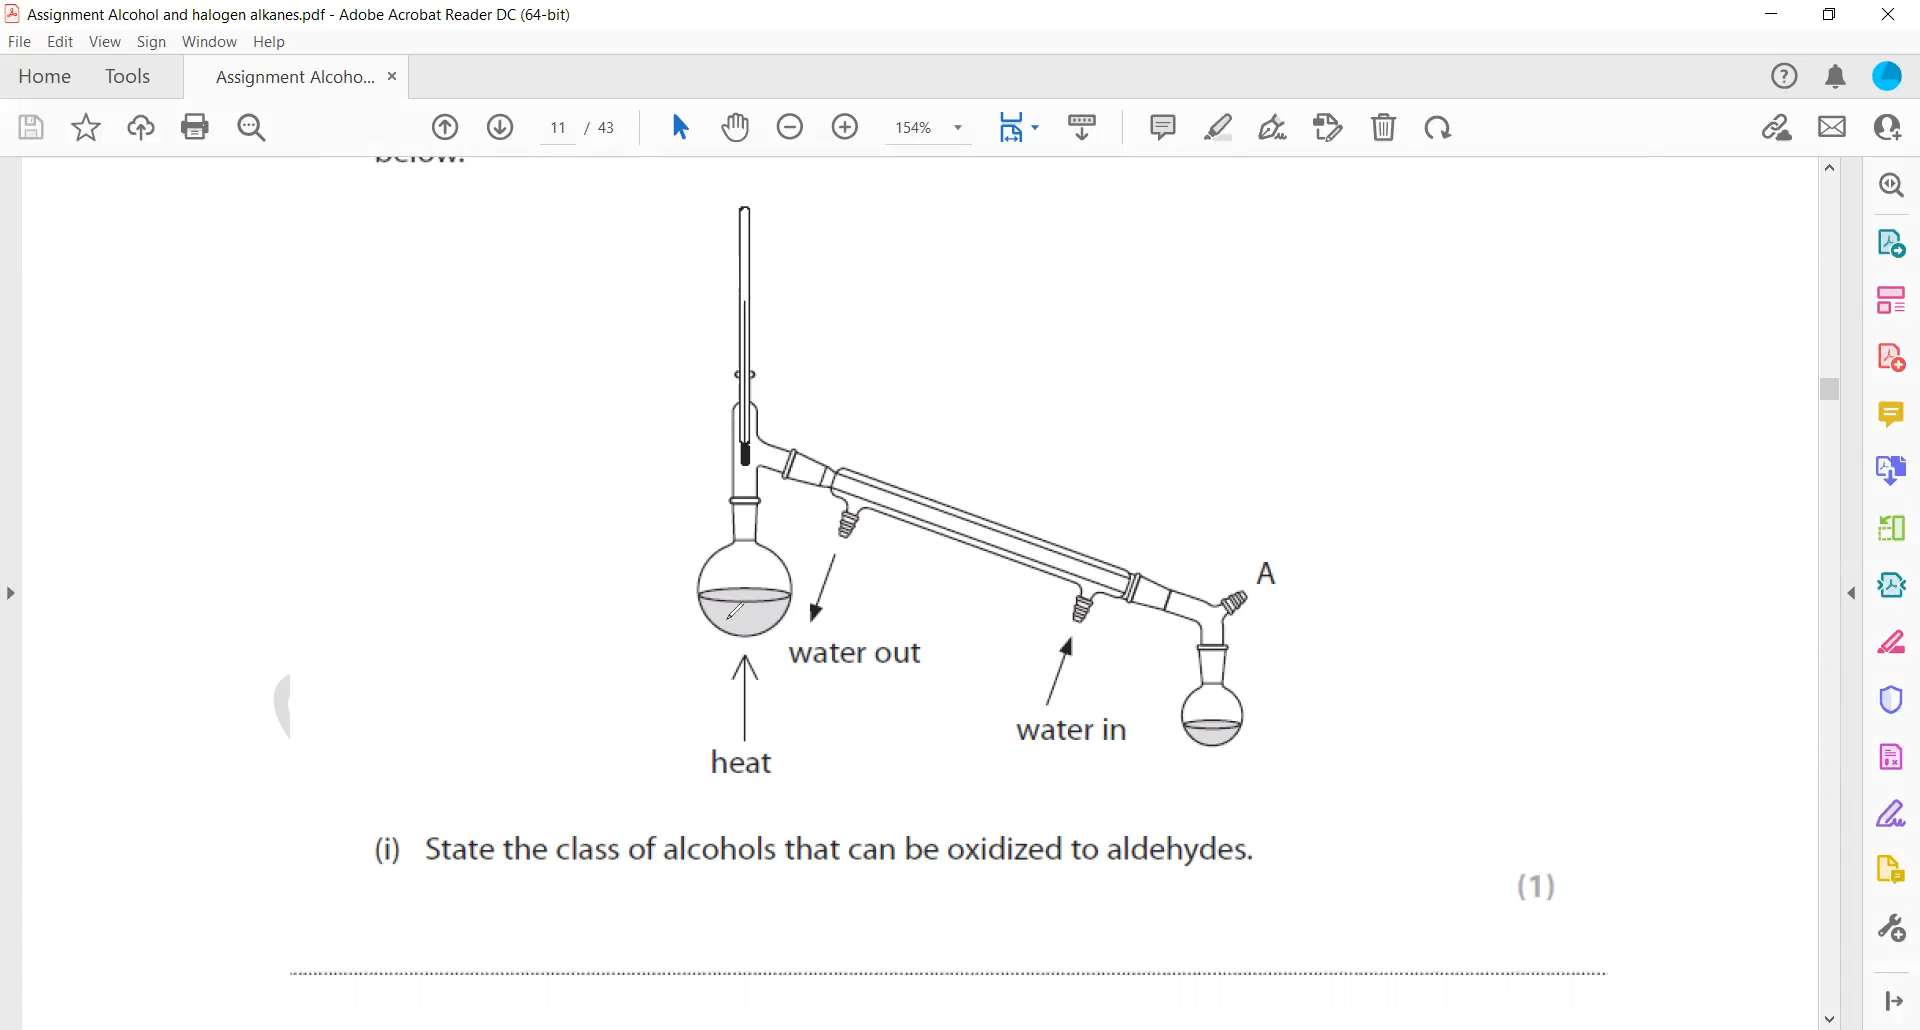 Assignment Alcohol and halogen alkanes.pdf - Adobe Acrobat Reader DC (64-bit)
File Edit View Sign Window Help
Home Tools Assignment Alcoho... ×
11 / 43 154%
below.
A
water out
water in
heat
(i) State the class of alcohols that can be oxidized to aldehydes.
(1)